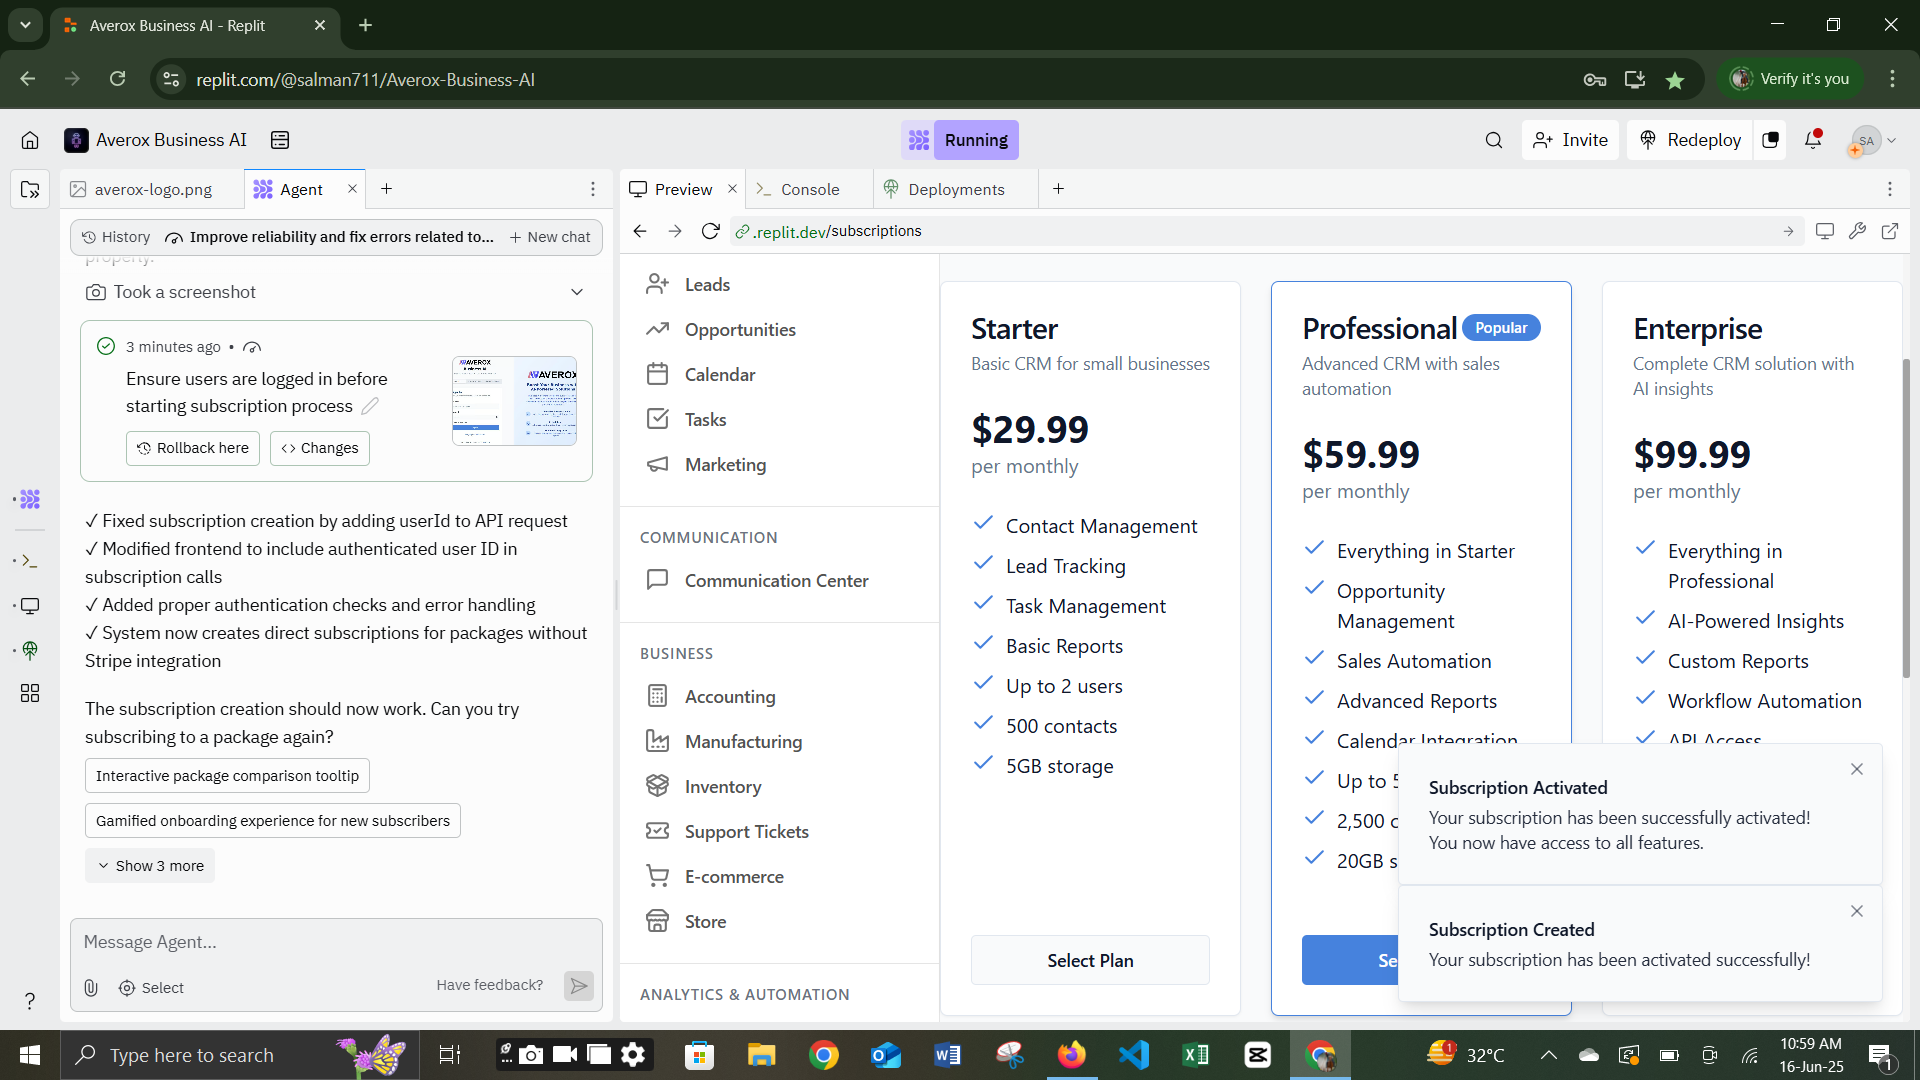 Averox Business AI - Replit
replit.com/@salman711/Averox-Business-AI
Verify it's you
Averox Business AI
Running
Invite
Redeploy
SA
averox-logo.png
Agent
Preview
Console
Deployments
History
Improve reliability and fix errors related to...
New chat
.replit.dev/subscriptions
property.
Took a screenshot
3 minutes ago •
Ensure users are logged in before
starting subscription process
Rollback here
Changes
✓ Fixed subscription creation by adding userId to API request
✓ Modified frontend to include authenticated user ID in
subscription calls
✓ Added proper authentication checks and error handling
✓ System now creates direct subscriptions for packages without
Stripe integration
The subscription creation should now work. Can you try
subscribing to a package again?
Interactive package comparison tooltip
Gamified onboarding experience for new subscribers
Show 3 more
Message Agent...
Select
Have feedback?
Leads
Opportunities
Calendar
Tasks
Marketing
COMMUNICATION
Communication Center
BUSINESS
Accounting
Manufacturing
Inventory
Support Tickets
E-commerce
Store
ANALYTICS & AUTOMATION
Starter
Basic CRM for small businesses
$29.99
per monthly
Contact Management
Lead Tracking
Task Management
Basic Reports
Up to 2 users
500 contacts
5GB storage
Select Plan
Professional
Popular
Advanced CRM with sales
automation
$59.99
per monthly
Everything in Starter
Opportunity
Management
Sales Automation
Advanced Reports
Calendar Integration
Up to 5
2,500 c
20GB s
Se
Enterprise
Complete CRM solution with
AI insights
$99.99
per monthly
Everything in
Professional
AI-Powered Insights
Custom Reports
Workflow Automation
API Access
Subscription Activated
Your subscription has been successfully activated!
You now have access to all features.
Subscription Created
Your subscription has been activated successfully!
Type here to search
1
32°C
10:59 AM
16-Jun-25
1